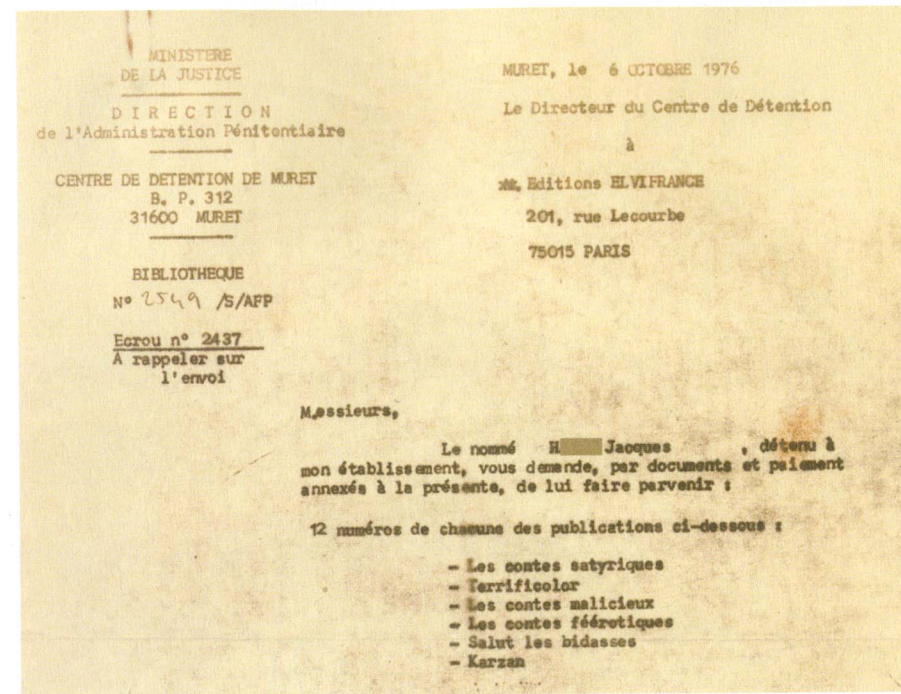 MINISTERE
DE LA JUSTICE
DIRECTION
de l'Administration Pénitentiaire
CENTRE DE DETENTION DE MURET
B. P. 312
31600 MURET
BIBLIOTHEQUE
N° 2549 /S/AFP
Ecrou n° 2437
A rappeler sur
l'envoi
MURET, le 6 OCTOBRE 1976
Le Directeur du Centre de Détention
à
Editions ELVIFRANCE
201, rue Lecourbe
75015 PARIS
Messieurs,
Le nommé H Jacques , détenu à
mon établissement, vous demande, par documents et paiement
annexés à la présente, de lui faire parvenir :
12 numéros de chacune des publications ci-dessous :
- Les contes satyriques
- Terrificolor
- Les contes malicieux
- Les contes féérotiques
- Salut les bidasses
- Karzan